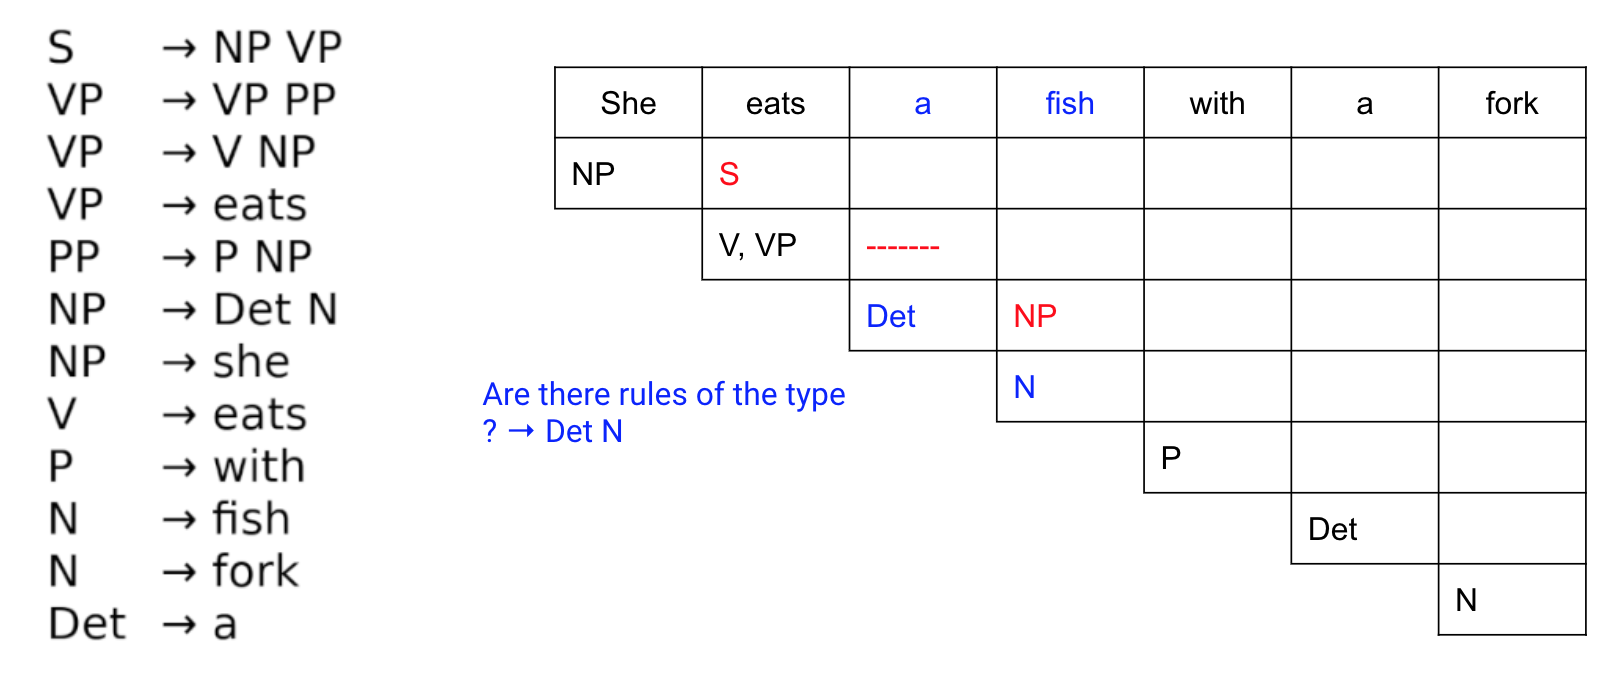 S → NP VP
VP → VP PP
VP → V NP
VP → eats
PP → P NP
NP → Det N
NP → she
V → eats
P → with
N → fish
N → fork
Det → a
She eats a fish with a fork
NP S
V, VP -------
Det NP
N
P
Det
N
Are there rules of the type
? → Det N